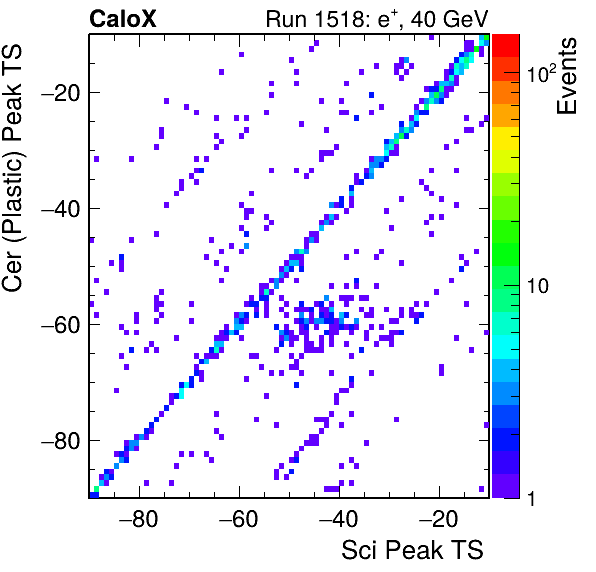 CaloX Run 1518: e⁺, 40 GeV
Cer (Plastic) Peak TS
−20
−40
−60
−80
−80 −60 −40 −20
Sci Peak TS
Events
10²
10
1